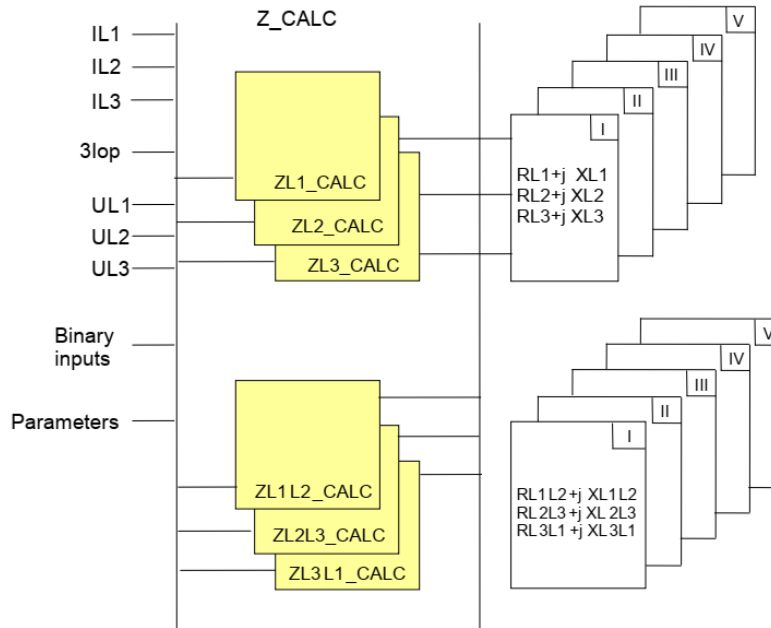 Z_CALC
IL1
IL2
IL3
3Iop
UL1
UL2
UL3
Binary
inputs
Parameters
ZL1_CALC
ZL2_CALC
ZL3_CALC
V
IV
III
II
I
RL1+j XL1
RL2+j XL2
RL3+j XL3
ZL1L2_CALC
ZL2L3_CALC
ZL3L1_CALC
V
IV
III
II
I
RL1L2+j XL1L2
RL2L3+j XL2L3
RL3L1+j XL3L1